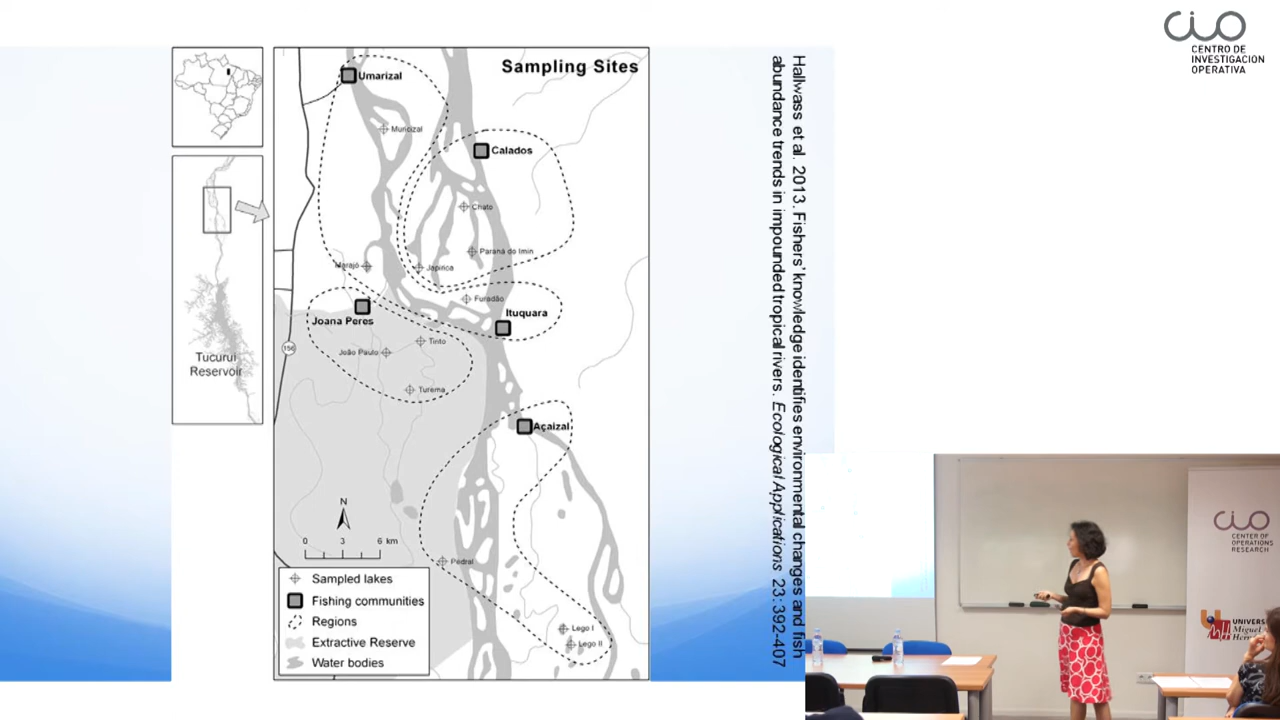 CIO
CENTRO DE
INVESTIGACION
OPERATIVA
Sampling Sites
Umarizal
Muricizal
Calados
Chato
Paraná do Imin
Japirica
Marajó
Furadão
Ituquara
Joana Peres
Tinto
João Paulo
Turema
156
Açaizal
Pedral
Lego I
Lego II
Tucuruí
Reservoir
N
0 3 6 km
Sampled lakes
Fishing communities
Regions
Extractive Reserve
Water bodies
Hallwass et al. 2013. Fishers' knowledge identifies environmental changes and fish
abundance trends in impounded tropical rivers. Ecological Applications 23: 392-407
CIO
CENTER OF
OPERATIONS
RESEARCH
Miguel